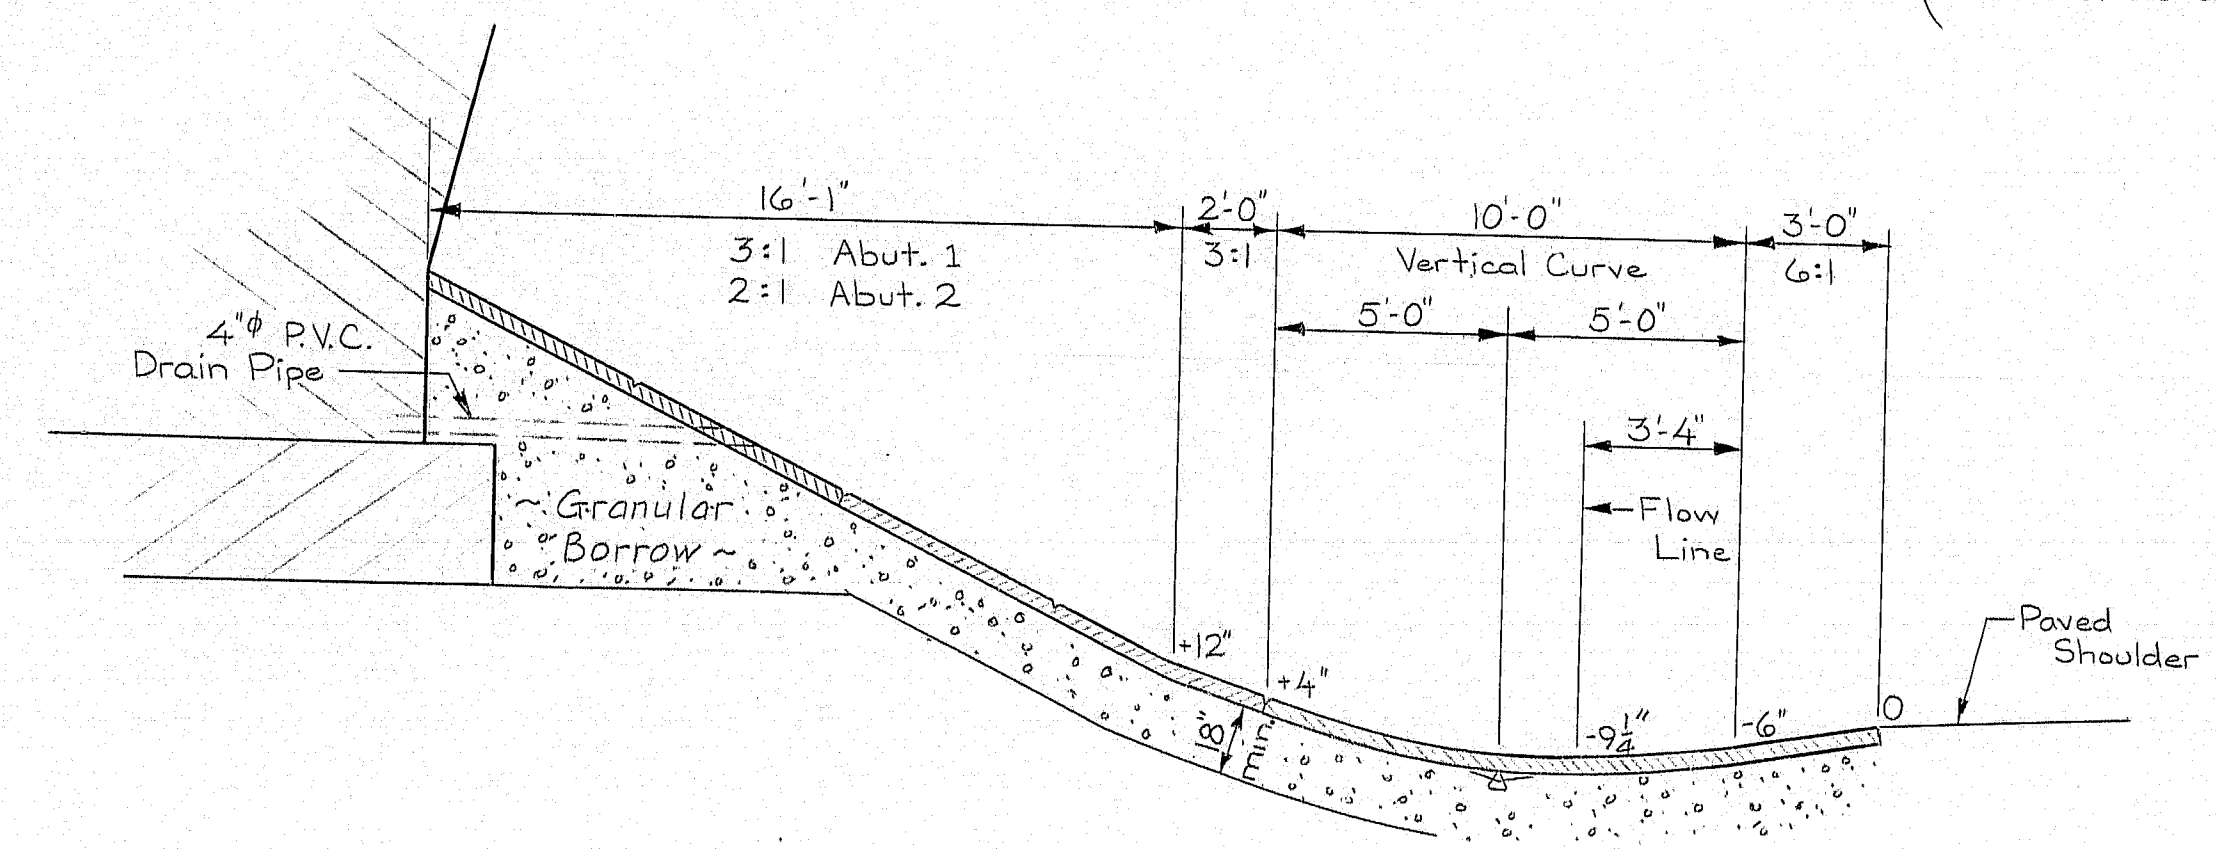 16'-1"
2'-0"
10'-0"
3'-0"
3:1 Abut. 1
2:1 Abut. 2
3:1
Vertical Curve
6:1
5'-0"
5'-0"
4"ϕ P.V.C.
Drain Pipe
3'-4"
Flow
Line
~ Granular
Borrow ~
+12"
+4"
18"
min.
-9 1/4"
-6"
0
Paved
Shoulder